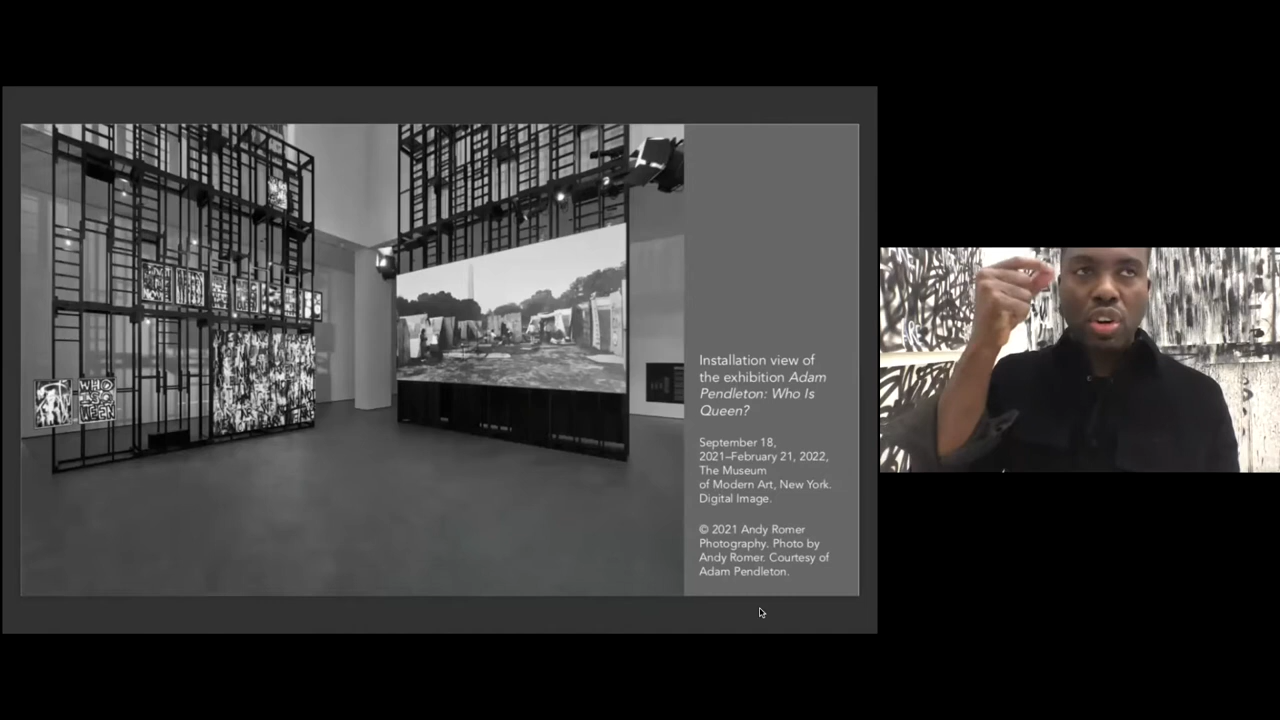 WHO
IS Q
UEEN
Installation view of
the exhibition Adam
Pendleton: Who Is
Queen?
September 18,
2021–February 21, 2022,
The Museum
of Modern Art, New York.
Digital Image.
© 2021 Andy Romer
Photography. Photo by
Andy Romer. Courtesy of
Adam Pendleton.